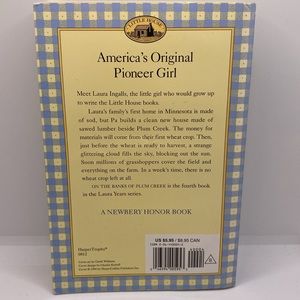 LITTLE HOUSE
America's Original
Pioneer Girl
Meet Laura Ingalls, the little girl who would grow up
to write the Little House books.
Laura's family's first home in Minnesota is made
of sod, but Pa builds a clean new house made of
sawed lumber beside Plum Creek. The money for
materials will come from their first wheat crop. Then,
just before the wheat is ready to harvest, a strange
glittering cloud fills the sky, blocking out the sun.
Soon millions of grasshoppers cover the field and
everything on the farm. In a week's time, there is no
wheat crop left at all.
ON THE BANKS OF PLUM CREEK is the fourth book
in the Laura Years series.
A NEWBERY HONOR BOOK
HarperTrophy
US $5.95 / $8.95 CAN